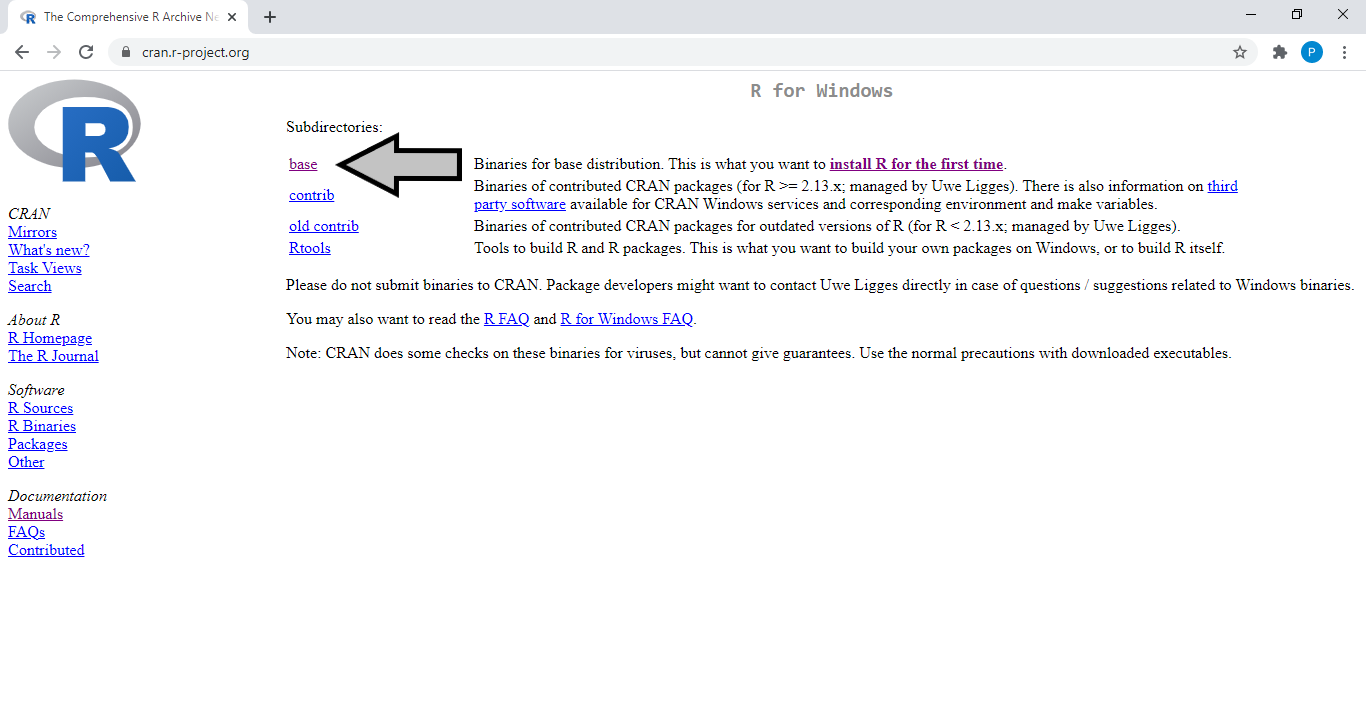 The Comprehensive R Archive Ne
cran.r-project.org
P
R
R for Windows
Subdirectories:
base Binaries for base distribution. This is what you want to install R for the first time.
contrib Binaries of contributed CRAN packages (for R >= 2.13.x; managed by Uwe Ligges). There is also information on third
party software available for CRAN Windows services and corresponding environment and make variables.
old contrib Binaries of contributed CRAN packages for outdated versions of R (for R < 2.13.x; managed by Uwe Ligges).
Rtools Tools to build R and R packages. This is what you want to build your own packages on Windows, or to build R itself.
Please do not submit binaries to CRAN. Package developers might want to contact Uwe Ligges directly in case of questions / suggestions related to Windows binaries.
You may also want to read the R FAQ and R for Windows FAQ.
Note: CRAN does some checks on these binaries for viruses, but cannot give guarantees. Use the normal precautions with downloaded executables.
CRAN
Mirrors
What's new?
Task Views
Search
About R
R Homepage
The R Journal
Software
R Sources
R Binaries
Packages
Other
Documentation
Manuals
FAQs
Contributed